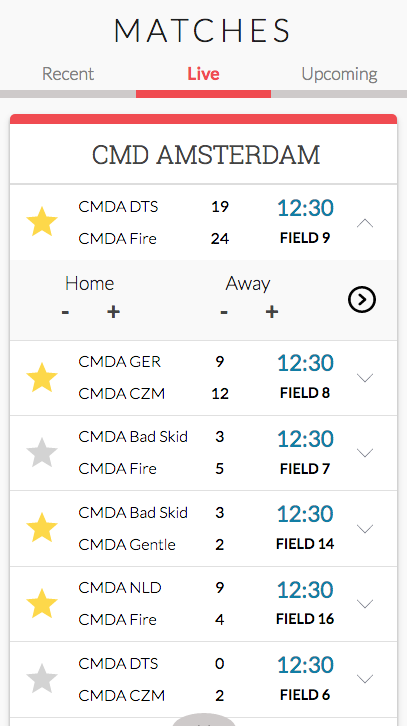 MATCHES
Recent Live Upcoming
CMD AMSTERDAM
CMDA DTS 19 12:30
CMDA Fire 24 FIELD 9
Home Away
- + - +
CMDA GER 9 12:30
CMDA CZM 12 FIELD 8
CMDA Bad Skid 3 12:30
CMDA Fire 5 FIELD 7
CMDA Bad Skid 3 12:30
CMDA Gentle 2 FIELD 14
CMDA NLD 9 12:30
CMDA Fire 4 FIELD 16
CMDA DTS 0 12:30
CMDA CZM 2 FIELD 6